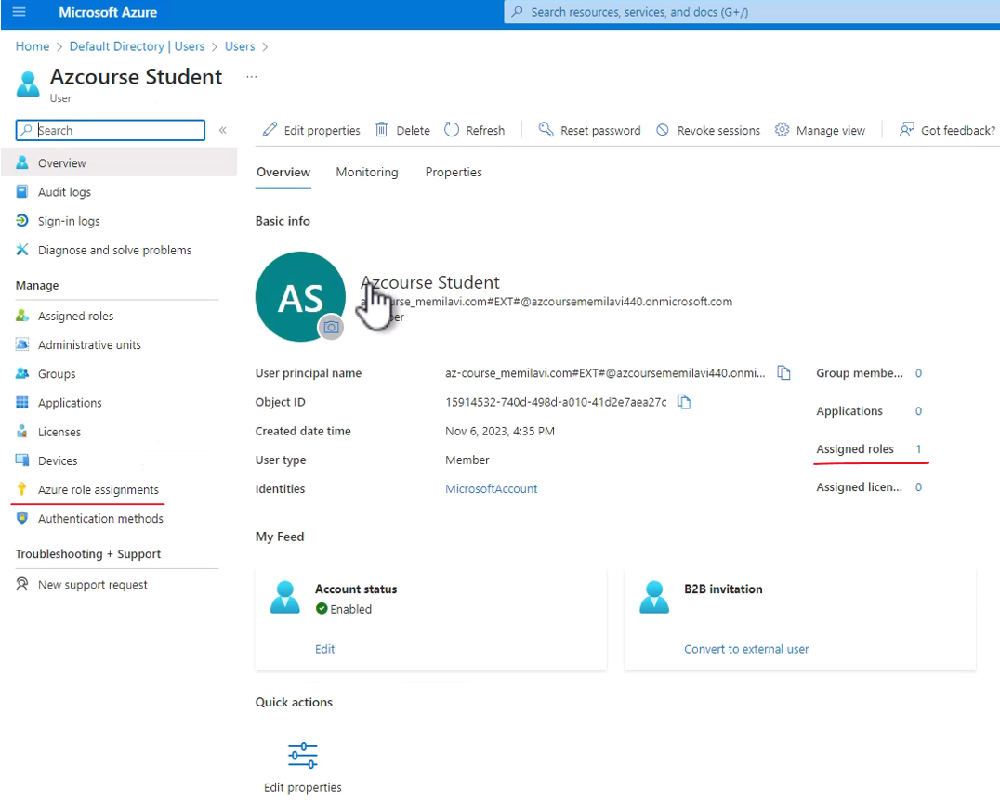 Microsoft Azure
Search resources, services, and docs (G+/)
Home > Default Directory | Users > Users >
Azcourse Student ...
User
Search
«
Edit properties
Delete
Refresh
Reset password
Revoke sessions
Manage view
Got feedback?
Overview
Audit logs
Sign-in logs
Diagnose and solve problems
Manage
Assigned roles
Administrative units
Groups
Applications
Licenses
Devices
Azure role assignments
Authentication methods
Troubleshooting + Support
New support request
Overview
Monitoring
Properties
Basic info
AS
Azcourse Student
_memilavi.com#EXT#@azcoursememilavi440.onmicrosoft.com
User principal name
az-course_memilavi.com#EXT#@azcoursememilavi440.onmi...
Object ID
15914532-740d-498d-a010-41d2e7aea27c
Created date time
Nov 6, 2023, 4:35 PM
User type
Member
Identities
MicrosoftAccount
Group membe... 0
Applications 0
Assigned roles 1
Assigned licen... 0
My Feed
Account status
Enabled
Edit
B2B invitation
Convert to external user
Quick actions
Edit properties